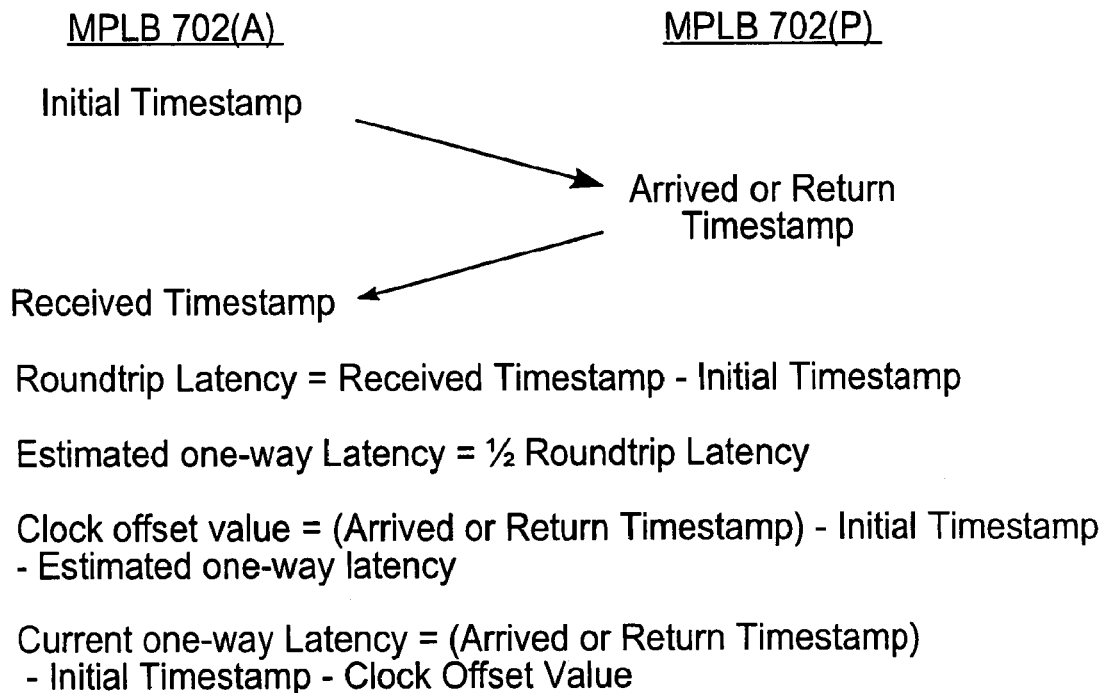 MPLB 702(A)
MPLB 702(P)
Initial Timestamp
Arrived or Return
Timestamp
Received Timestamp
Roundtrip Latency = Received Timestamp - Initial Timestamp
Estimated one-way Latency = ½ Roundtrip Latency
Clock offset value = (Arrived or Return Timestamp) - Initial Timestamp
- Estimated one-way latency
Current one-way Latency = (Arrived or Return Timestamp)
- Initial Timestamp - Clock Offset Value